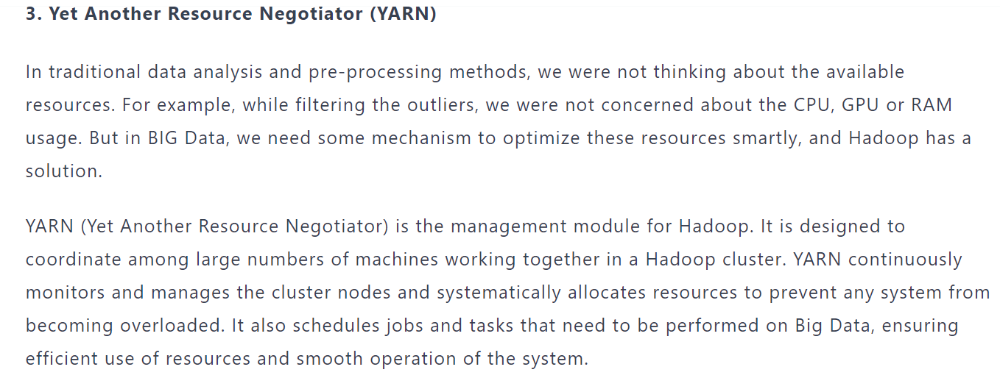 3. Yet Another Resource Negotiator (YARN)
In traditional data analysis and pre-processing methods, we were not thinking about the available
resources. For example, while filtering the outliers, we were not concerned about the CPU, GPU or RAM
usage. But in BIG Data, we need some mechanism to optimize these resources smartly, and Hadoop has a
solution.
YARN (Yet Another Resource Negotiator) is the management module for Hadoop. It is designed to
coordinate among large numbers of machines working together in a Hadoop cluster. YARN continuously
monitors and manages the cluster nodes and systematically allocates resources to prevent any system from
becoming overloaded. It also schedules jobs and tasks that need to be performed on Big Data, ensuring
efficient use of resources and smooth operation of the system.